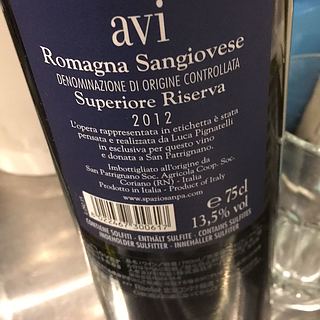 avi
Romagna Sangiovese
DENOMINAZIONE DI ORIGINE CONTROLLATA
Superiore Riserva
2012
L'opera rappresentata in etichetta è stata
pensata e realizzata da Luca Pignatelli
in esclusiva per questo vino
e donata a San Patrignano.
Imbottigliato all'origine da
San Patrignano Soc. Agricola Coop. Soc.
Coriano (RN) - Italia
Prodotto in Italia - Product of Italy
www.spaziosanpa.com
e 75cl
13,5% vol
CONTIENE SOLFITI - ENTHÄLT SULFITE - CONTAINS SULFITES
INDEHOLDER SULFITTER - INNEHÅLLER SULFITER